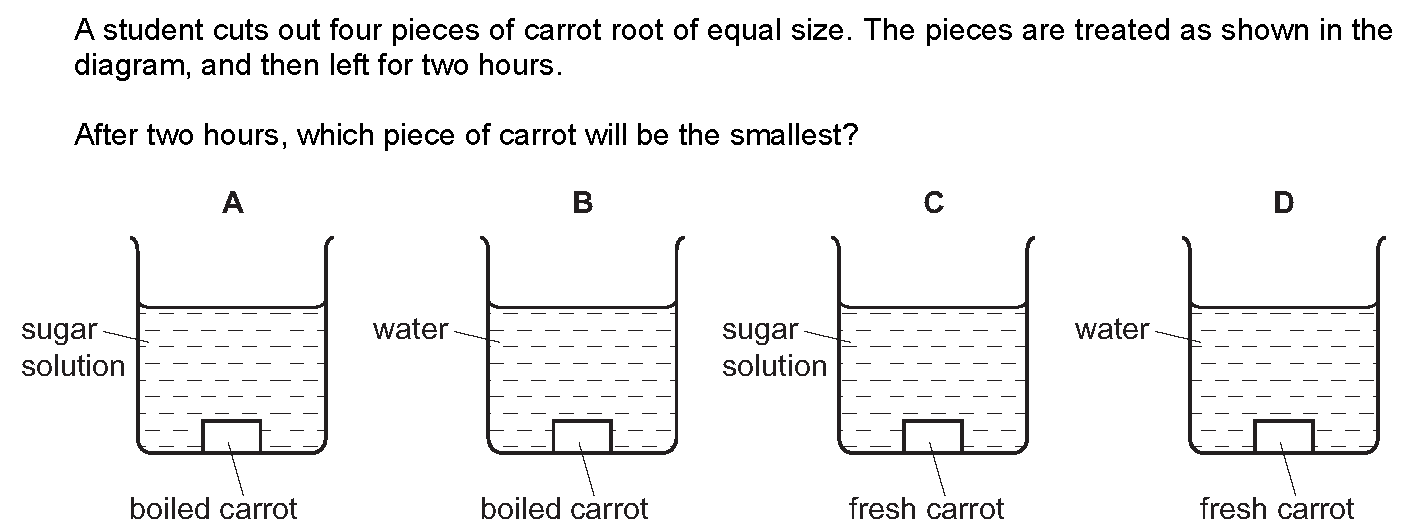 A student cuts out four pieces of carrot root of equal size. The pieces are treated as shown in the
diagram, and then left for two hours.
After two hours, which piece of carrot will be the smallest?
A
B
C
D
sugar
solution
water
sugar
solution
water
boiled carrot
boiled carrot
fresh carrot
fresh carrot